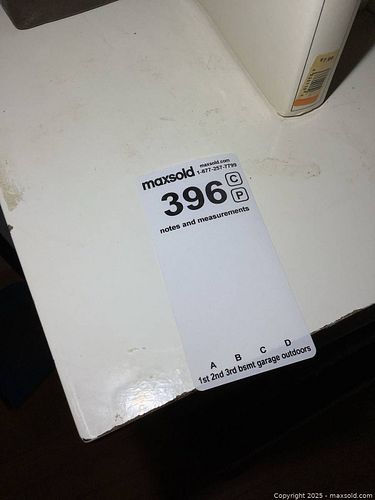 maxsold
maxsold.com
1-877-257-7799
396
C
P
notes and measurements
A B C D
1st 2nd 3rd bsmt garage outdoors
Copyright 2025 - maxsold.com